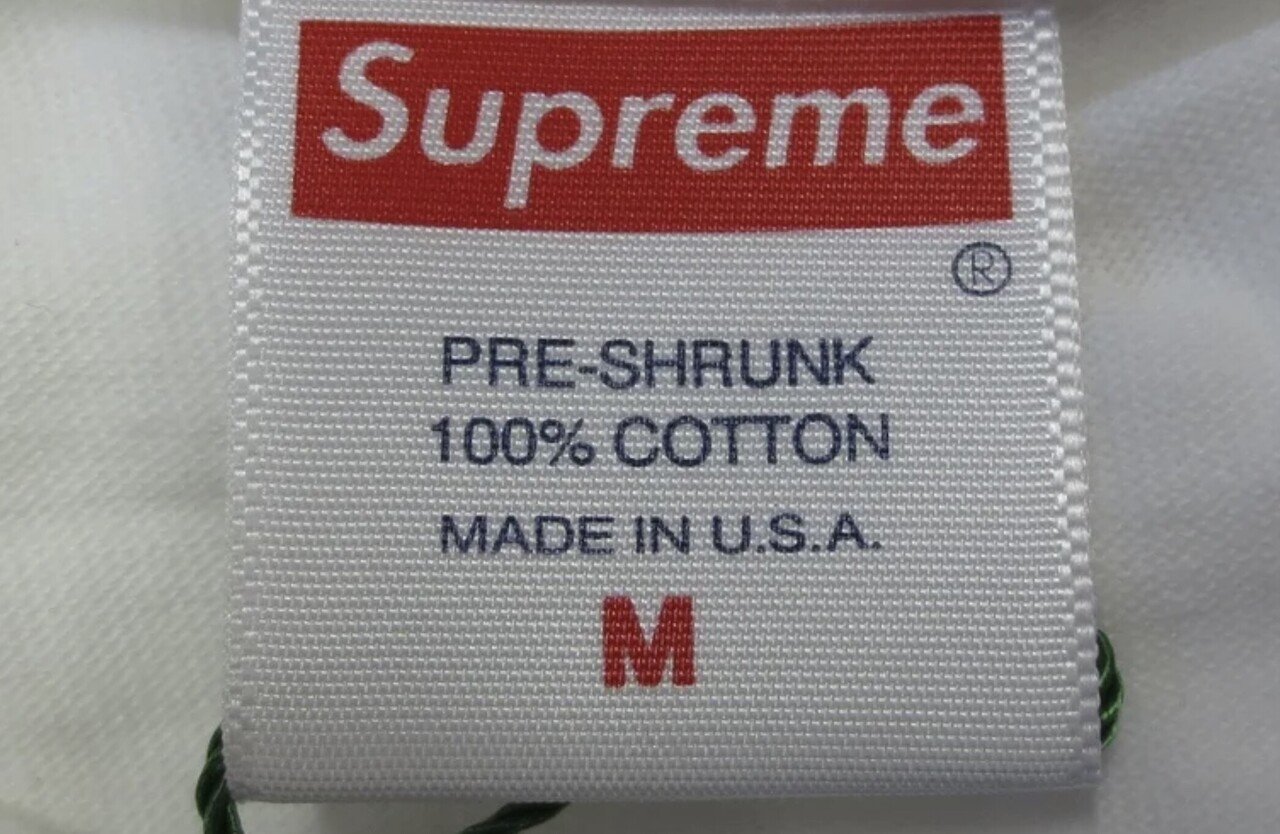 Supreme
®
PRE-SHRUNK
100% COTTON
MADE IN U.S.A.
M